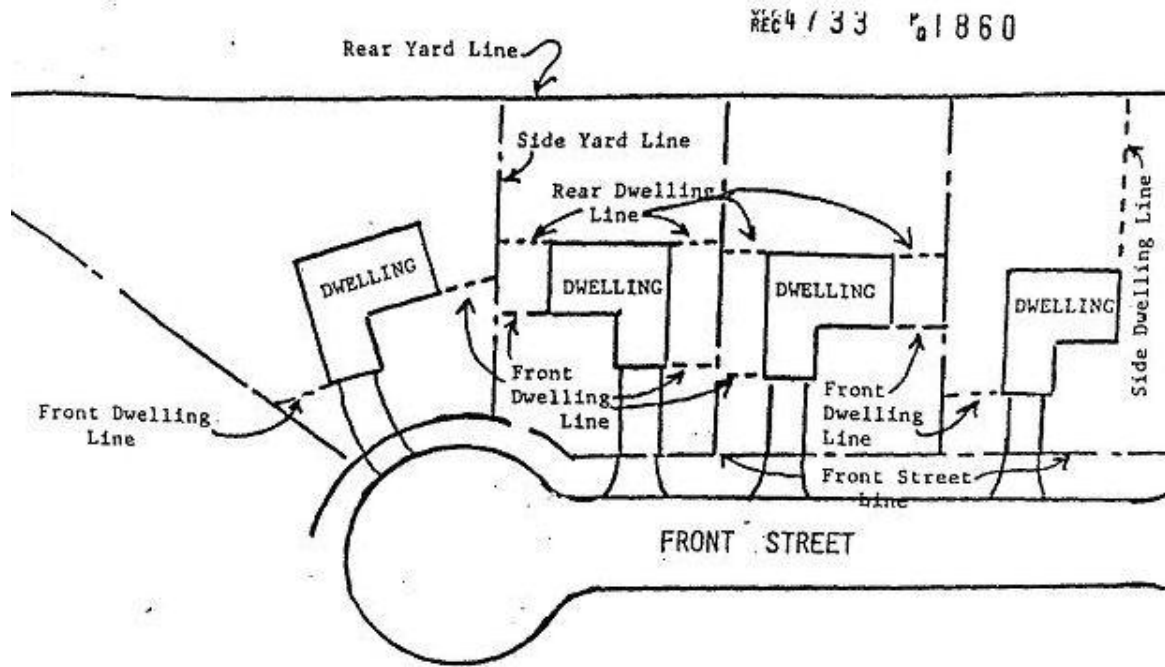 REC 4733 PG 1860
Rear Yard Line
Side Yard Line
Rear Dwelling
Line
DWELLING
DWELLING
DWELLING
DWELLING
Side Dwelling Line
Front Dwelling
Line
Front
Dwelling
Line
Front
Dwelling
Line
Front Street
Line
FRONT STREET